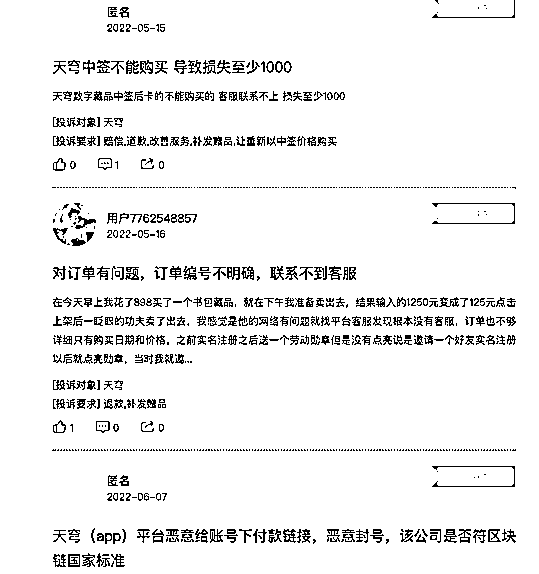 匿名
2022-05-15
天穹中签不能购买 导致损失至少1000
天穹数字藏品中签后卡的不能购买的 客服联系不上 损失至少1000
[投诉对象] 天穹
[投诉要求] 赔偿,道歉,改善服务,补发赠品,让重新以中签价格购买
0 1 0
用户7762548857
2022-05-16
对订单有问题，订单编号不明确，联系不到客服
在今天早上我花了898买了一个书包藏品，就在下午我准备卖出去，结果输入的1250元变成了125元点击
上架后一眨眼的功夫卖了出去，我感觉是他的网络有问题就找平台客服发现根本没有客服，订单也不够
详细只有购买日期和价格，之前实名注册之后送一个劳动勋章但是没有点亮说是邀请一个好友实名注册
以后就点亮勋章，当时我就邀...
[投诉对象] 天穹
[投诉要求] 退款,补发赠品
1 0 0
匿名
2022-06-07
天穹（app）平台恶意给账号下付款链接，恶意封号，该公司是否符区块
链国家标准